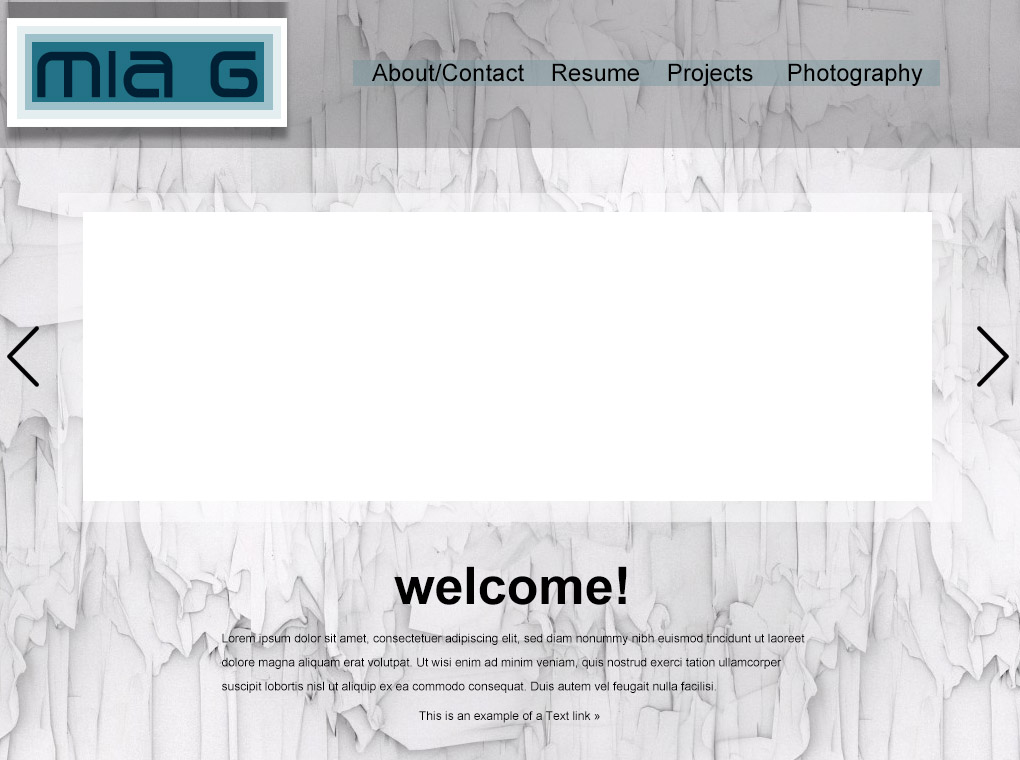 mia G
About/Contact Resume Projects Photography
welcome!
Lorem ipsum dolor sit amet, consectetuer adipiscing elit, sed diam nonummy nibh euismod tincidunt ut laoreet
dolore magna aliquam erat volutpat. Ut wisi enim ad minim veniam, quis nostrud exerci tation ullamcorper
suscipit lobortis nisl ut aliquip ex ea commodo consequat. Duis autem vel feugait nulla facilisi.
This is an example of a Text link »